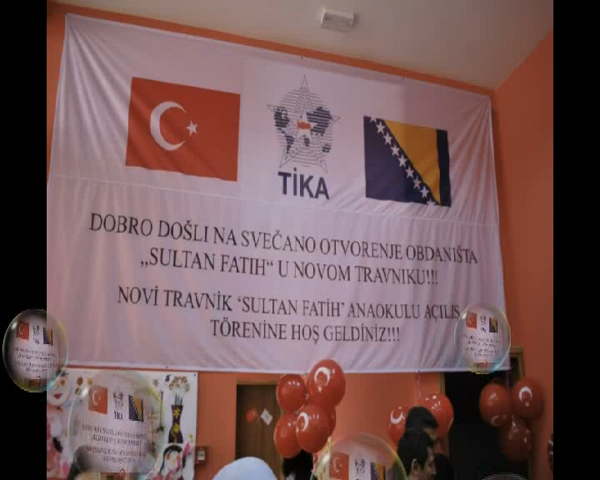 TİKA
DOBRO DOŠLI NA SVEČANO OTVORENJE OBDANIŠTA
„SULTAN FATIH“ U NOVOM TRAVNIKU!!!
NOVİ TRAVNİK ‘SULTAN FATİH’ ANAOKULU AÇILIŞ
TÖRENİNE HOŞ GELDİNİZ!!!